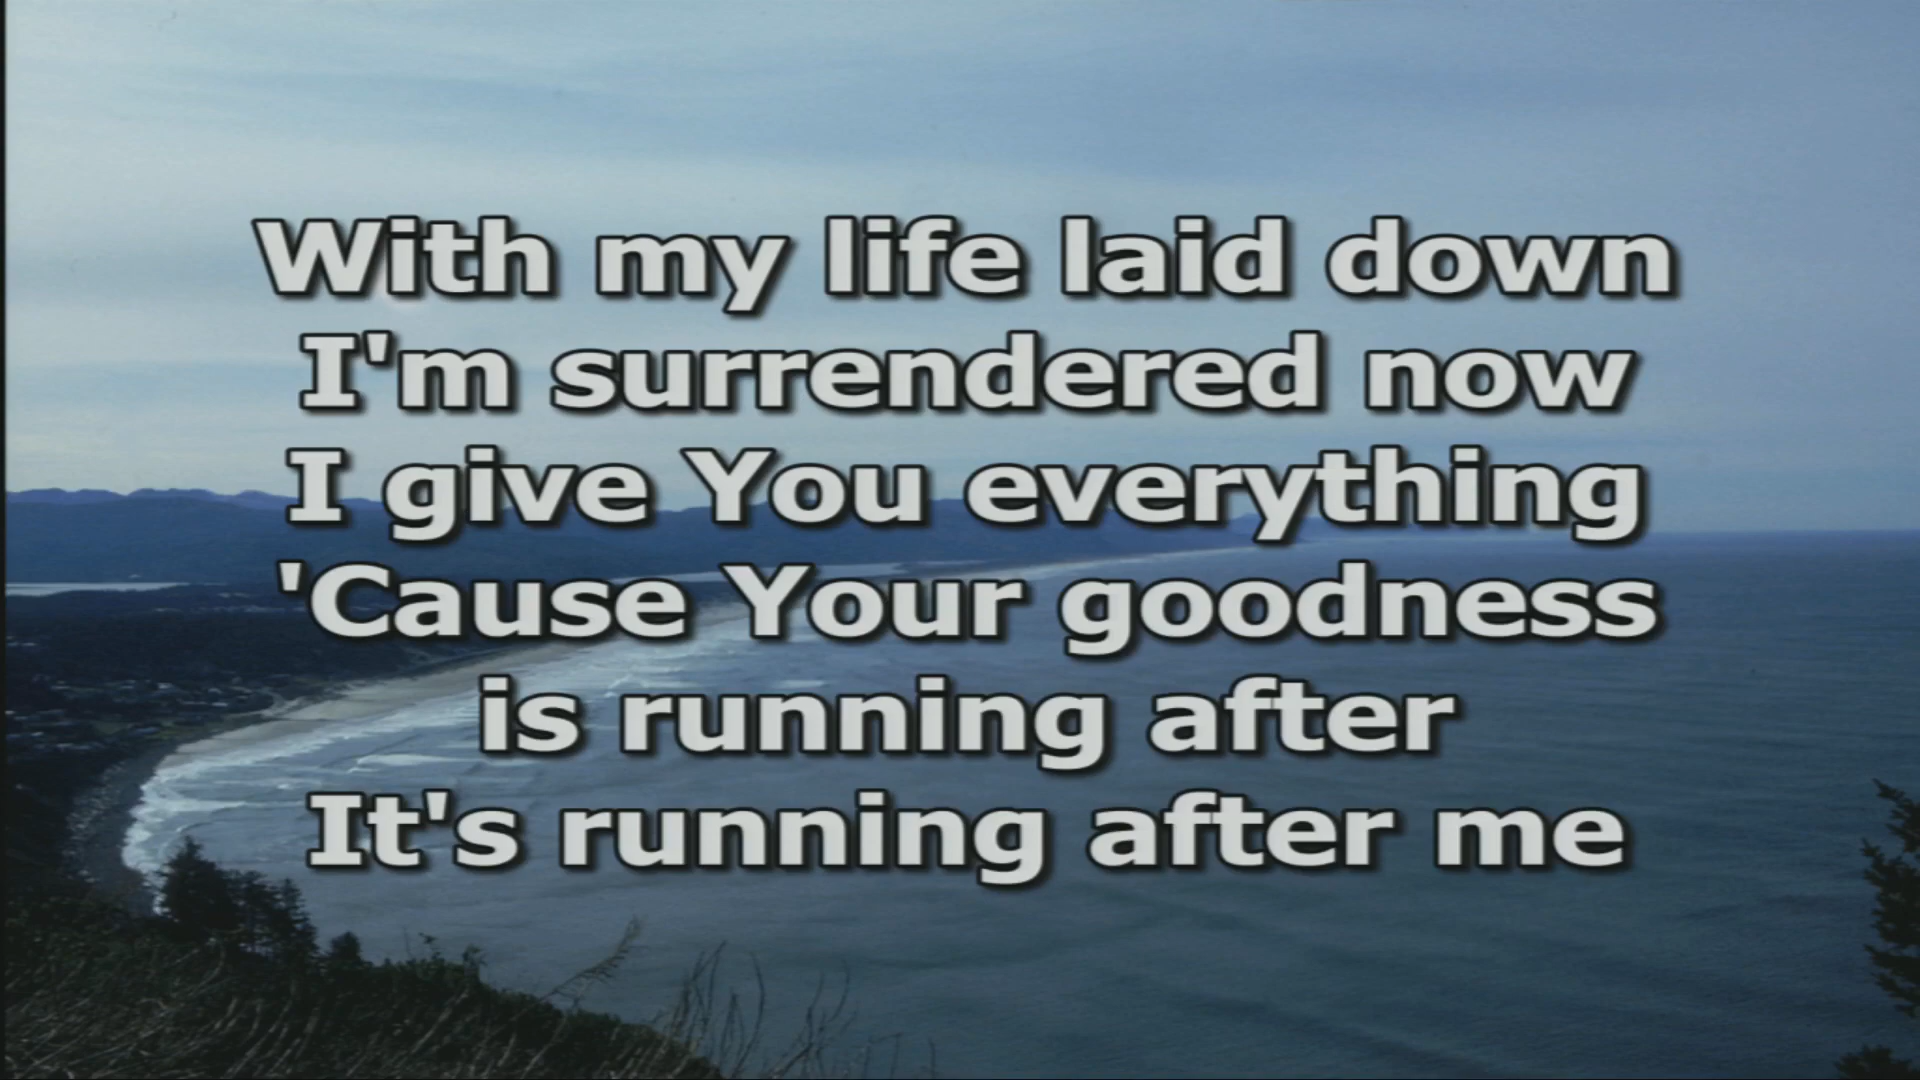 With my life laid down
I'm surrendered now
I give You everything
'Cause Your goodness
is running after
It's running after me